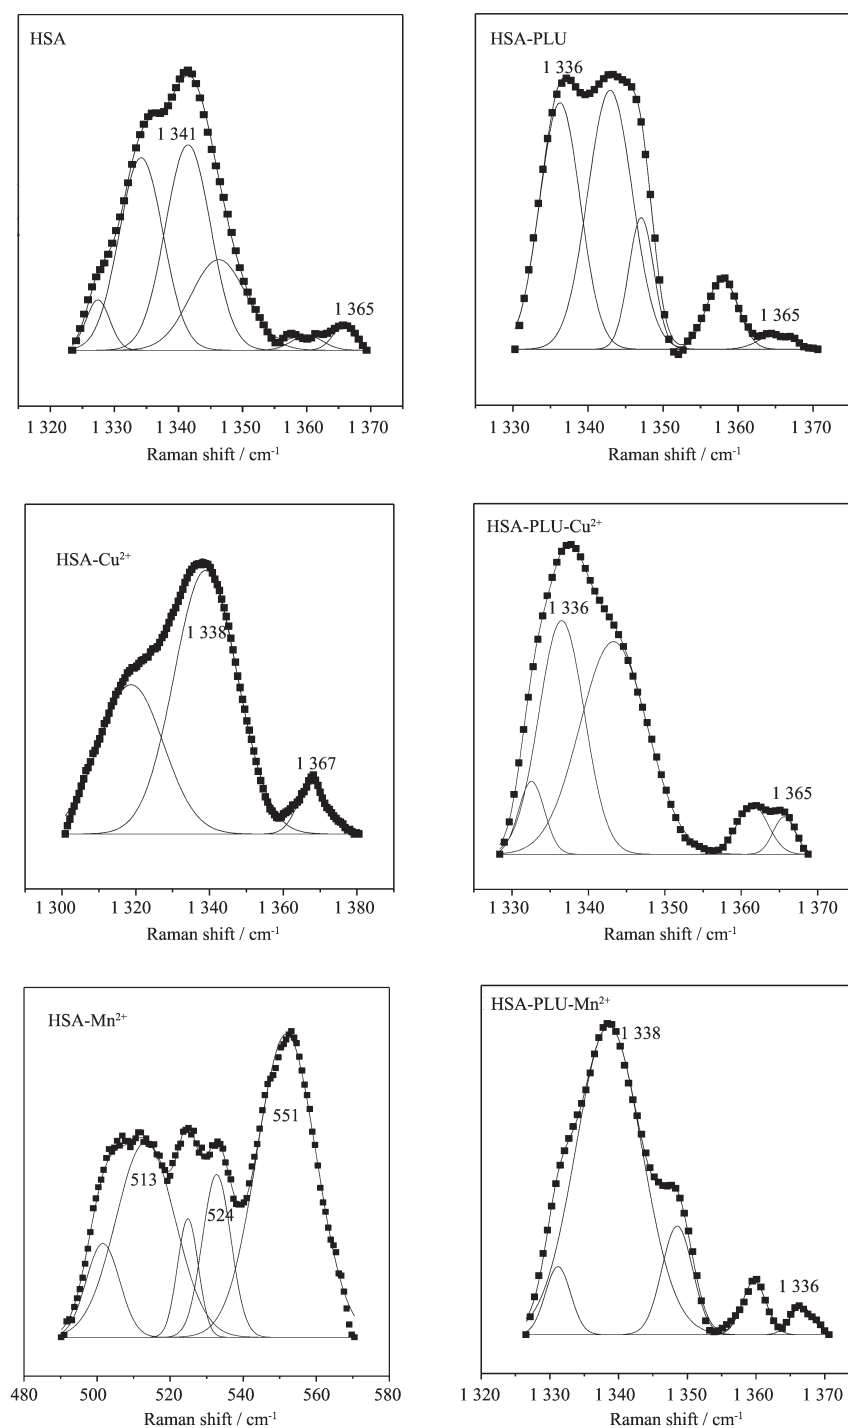 HSA
1 341
1 365
1 320 1 330 1 340 1 350 1 360 1 370
Raman shift / cm-1
HSA-PLU
1 336
1 365
1 330 1 340 1 350 1 360 1 370
Raman shift / cm-1
HSA-Cu2+
1 338
1 367
1 300 1 320 1 340 1 360 1 380
Raman shift / cm-1
HSA-PLU-Cu2+
1 336
1 365
1 330 1 340 1 350 1 360 1 370
Raman shift / cm-1
HSA-Mn2+
551
513
524
480 500 520 540 560 580
Raman shift / cm-1
HSA-PLU-Mn2+
1 338
1 336
1 320 1 330 1 340 1 350 1 360 1 370
Raman shift / cm-1